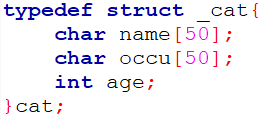 typedef struct _cat{
    char name[50];
    char occu[50];
    int age;
}cat;